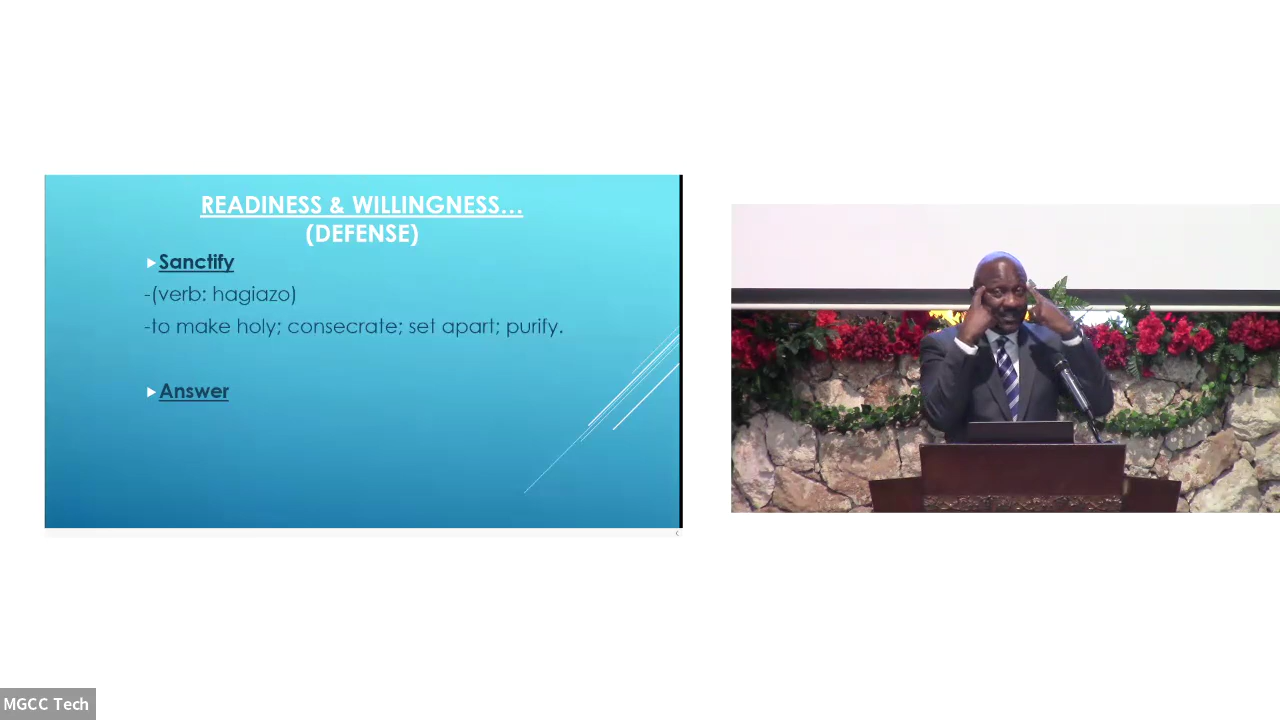 READINESS & WILLINGNESS…
(DEFENSE)
Sanctify
-(verb: hagiazo)
-to make holy; consecrate; set apart; purify.
Answer
MGCC Tech